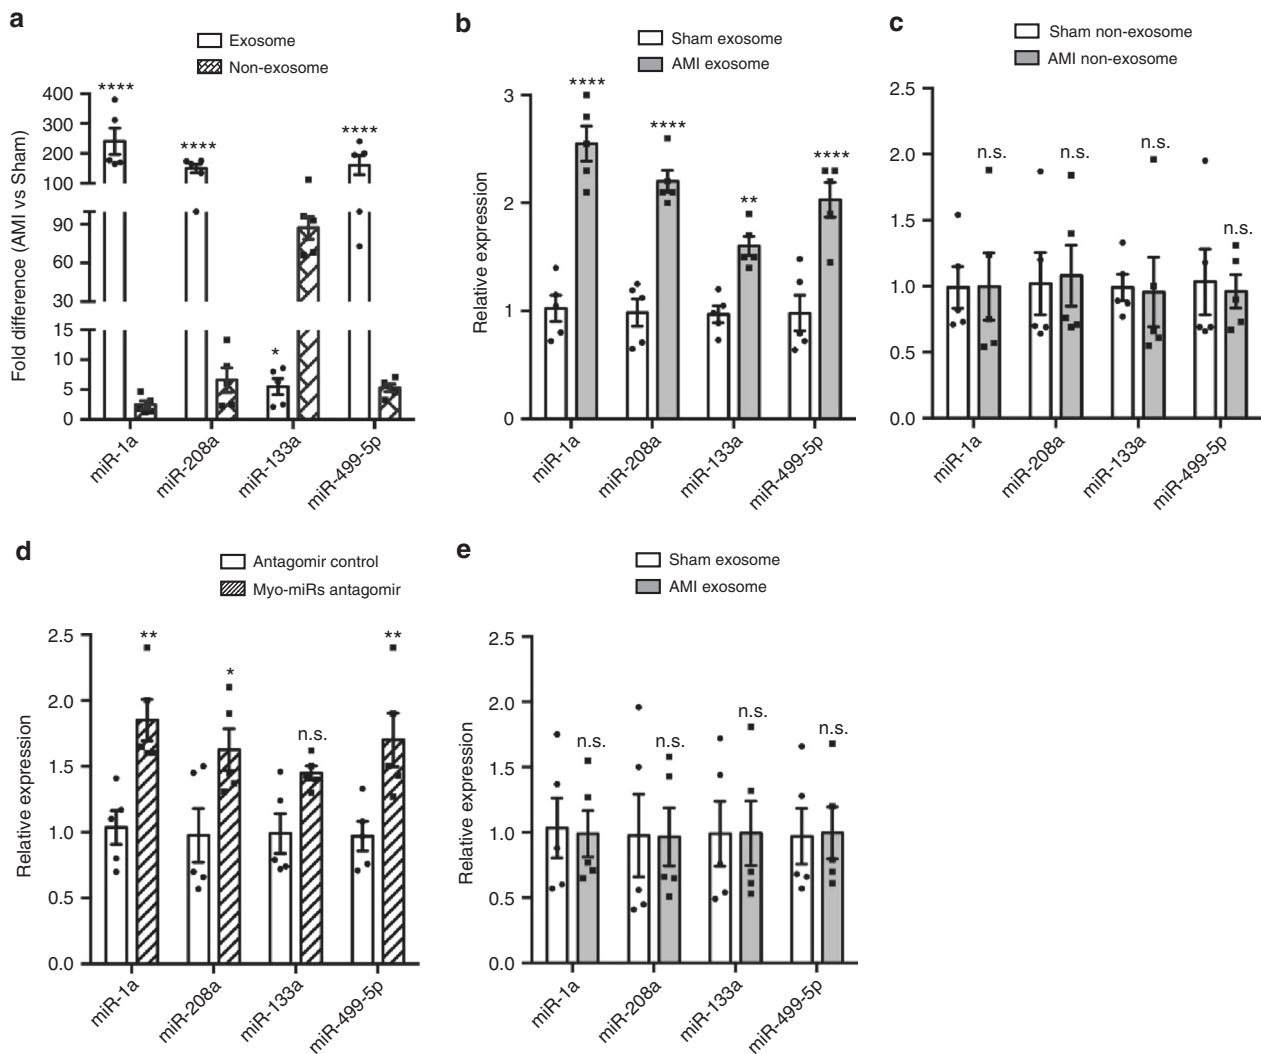 a
Exosome
Non-exosome
Fold difference (AMI vs Sham)
400
300
200
100
90
60
30
15
10
5
0
****
****
*
****
miR-1a
miR-208a
miR-133a
miR-499-5p
b
Sham exosome
AMI exosome
Relative expression
3
2
1
0
****
****
**
****
miR-1a
miR-208a
miR-133a
miR-499-5p
c
Sham non-exosome
AMI non-exosome
2.5
2.0
1.5
1.0
0.5
0.0
n.s.
n.s.
n.s.
n.s.
miR-1a
miR-208a
miR-133a
miR-499-5p
d
Antagomir control
Myo-miRs antagomir
Relative expression
2.5
2.0
1.5
1.0
0.5
0.0
**
*
n.s.
**
miR-1a
miR-208a
miR-133a
miR-499-5p
e
Sham exosome
AMI exosome
Relative expression
2.5
2.0
1.5
1.0
0.5
0.0
n.s.
n.s.
n.s.
n.s.
miR-1a
miR-208a
miR-133a
miR-499-5p